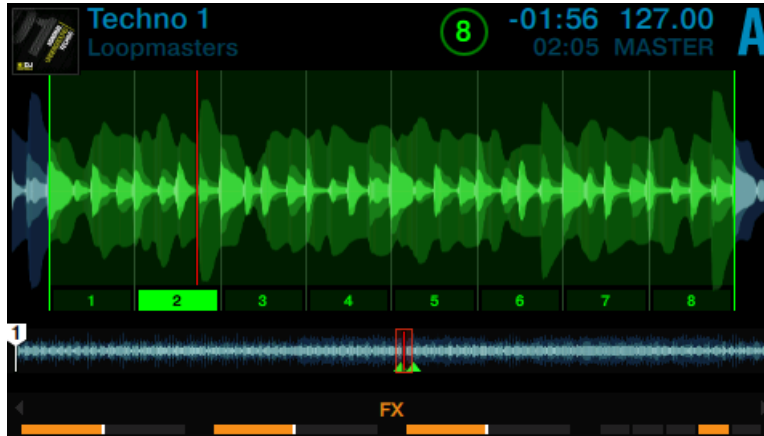 Techno 1
Loopmasters
8
-01:56 127.00
02:05 MASTER
A
1 2 3 4 5 6 7 8
1
FX